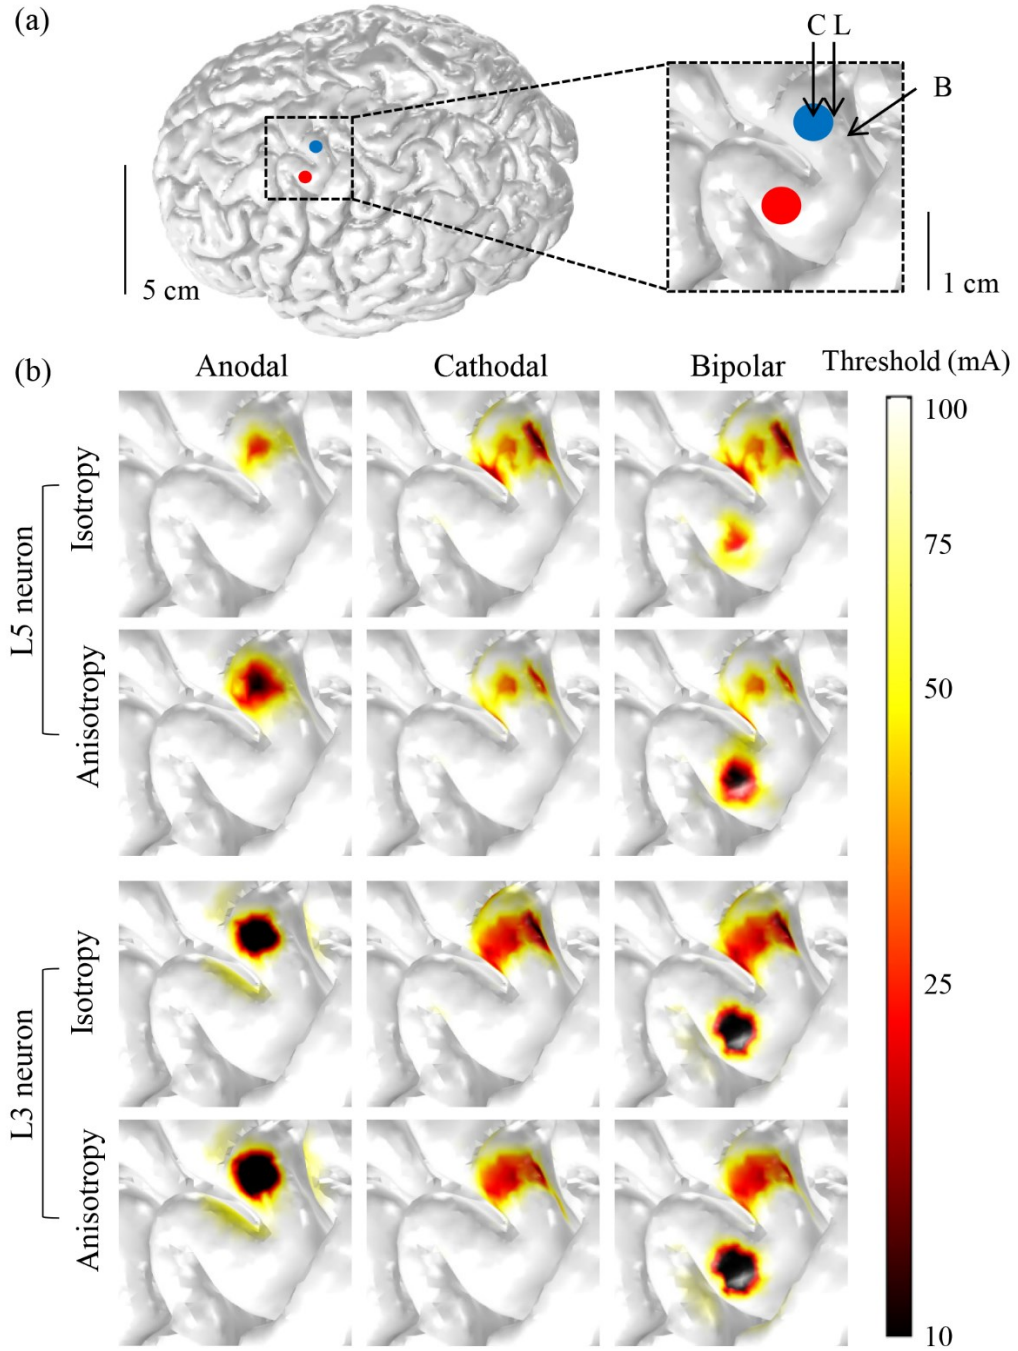 (a)
C L
B
5 cm
1 cm
(b)
Anodal
Cathodal
Bipolar
Threshold (mA)
100
75
50
25
10
L5 neuron
Isotropy
Anisotropy
L3 neuron
Isotropy
Anisotropy